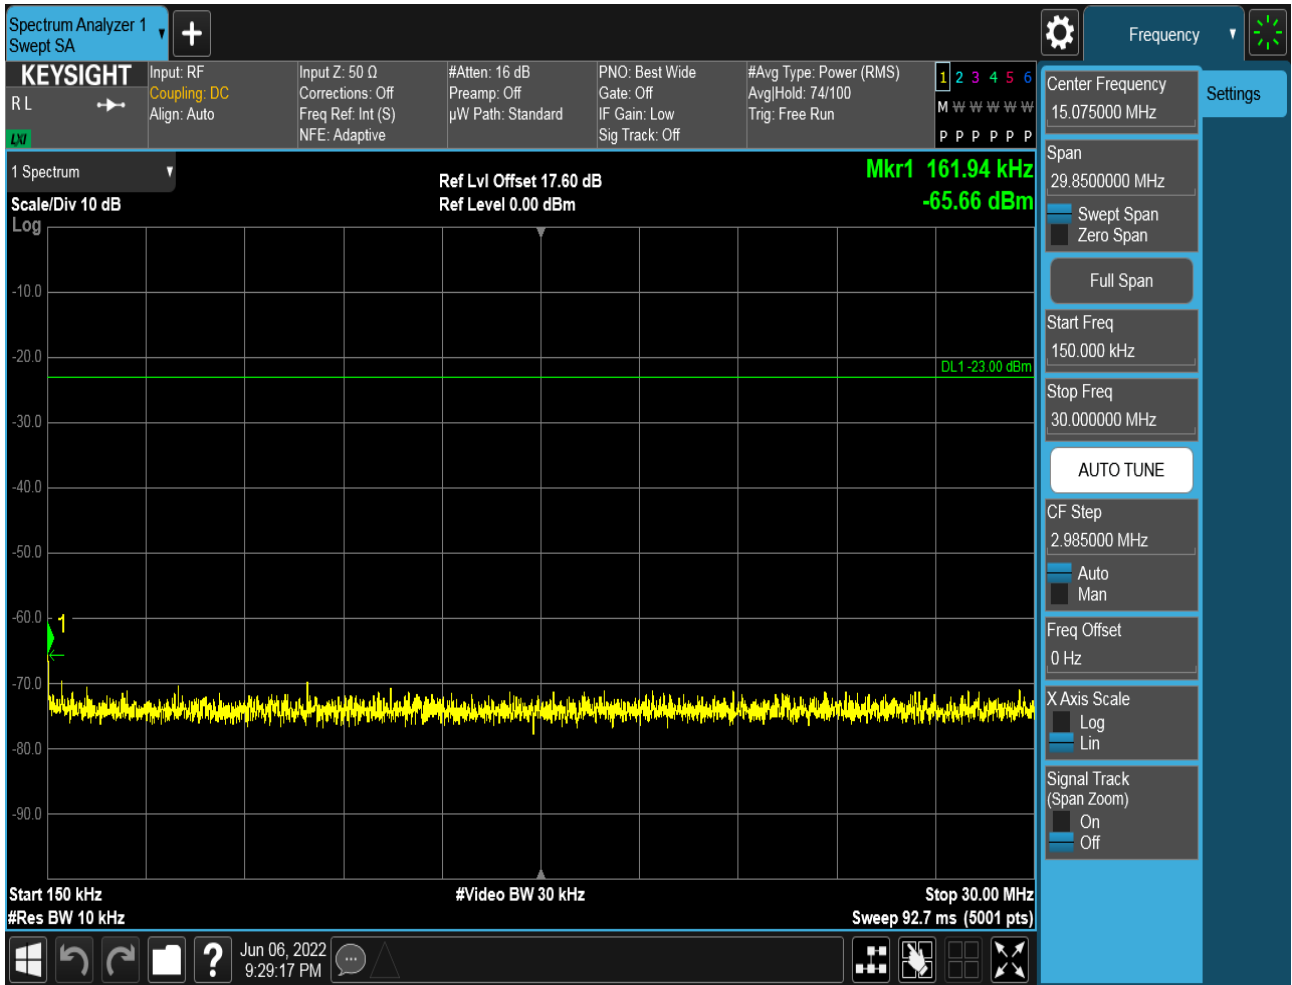 Spectrum Analyzer 1
Swept SA
+
Frequency
KEYSIGHT
R L
LXI
Input: RF
Coupling: DC
Align: Auto
Input Z: 50 Ω
Corrections: Off
Freq Ref: Int (S)
NFE: Adaptive
#Atten: 16 dB
Preamp: Off
µW Path: Standard
PNO: Best Wide
Gate: Off
IF Gain: Low
Sig Track: Off
#Avg Type: Power (RMS)
Avg|Hold: 74/100
Trig: Free Run
1 2 3 4 5 6
M W W W W W
P P P P P P
1 Spectrum
Scale/Div 10 dB
Log
Ref Lvl Offset 17.60 dB
Ref Level 0.00 dBm
Mkr1 161.94 kHz
-65.66 dBm
-10.0
-20.0
DL1 -23.00 dBm
-30.0
-40.0
-50.0
-60.0
1
-70.0
-80.0
-90.0
Start 150 kHz
#Video BW 30 kHz
Stop 30.00 MHz
#Res BW 10 kHz
Sweep 92.7 ms (5001 pts)
?
Jun 06, 2022
9:29:17 PM
Center Frequency
15.075000 MHz
Settings
Span
29.8500000 MHz
Swept Span
Zero Span
Full Span
Start Freq
150.000 kHz
Stop Freq
30.000000 MHz
AUTO TUNE
CF Step
2.985000 MHz
Auto
Man
Freq Offset
0 Hz
X Axis Scale
Log
Lin
Signal Track
(Span Zoom)
On
Off